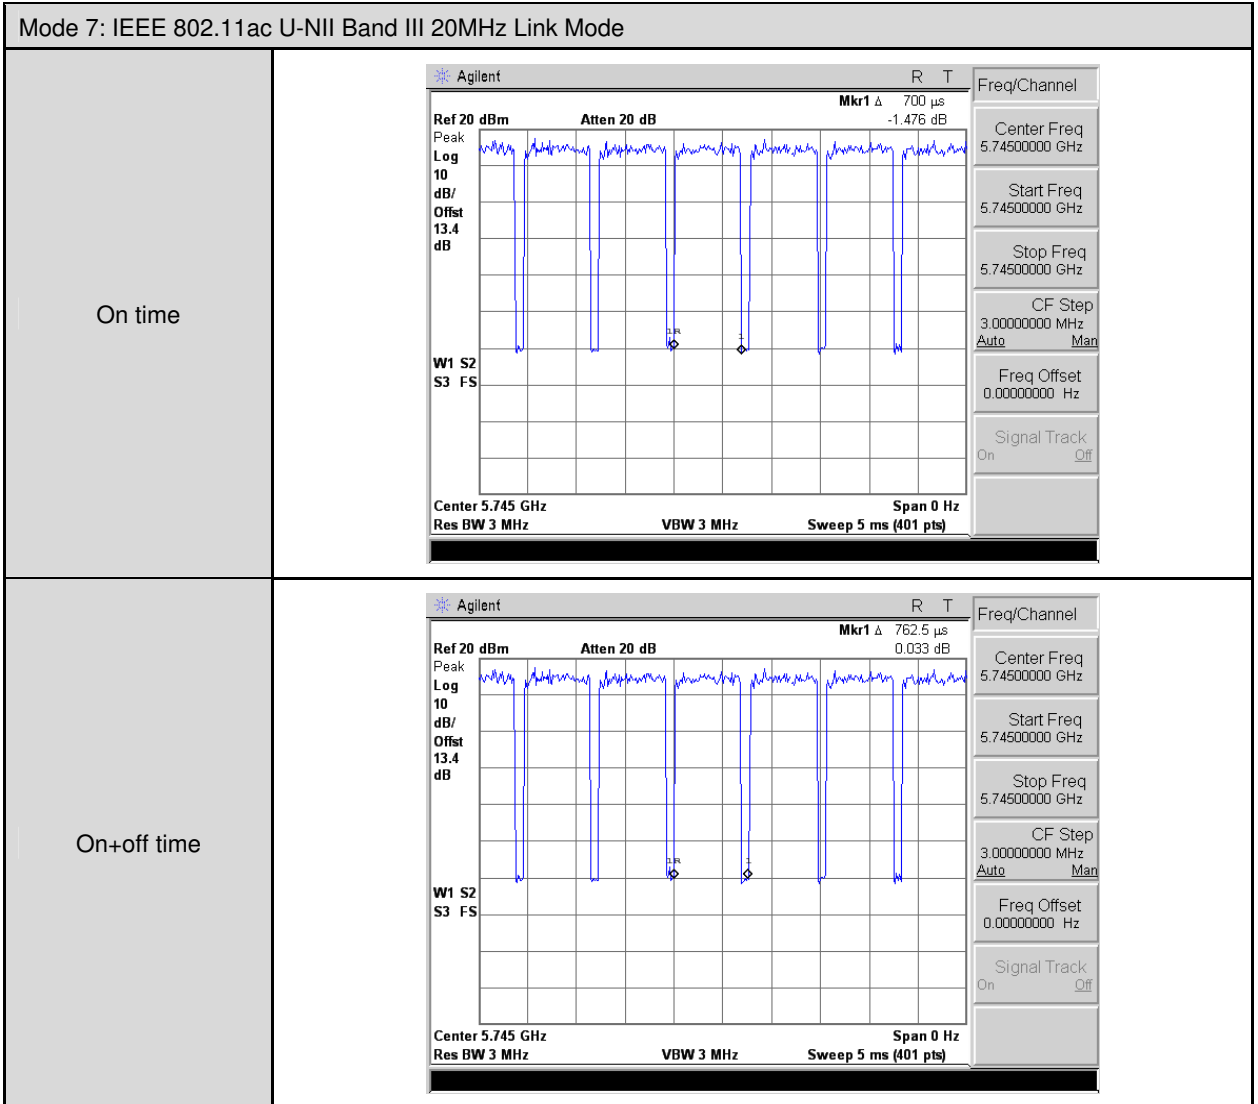 Mode 7: IEEE 802.11ac U-NII Band III 20MHz Link Mode
On time
Agilent R T
Mkr1 Δ 700 µs
Ref 20 dBm Atten 20 dB -1.476 dB
Peak
Log
10
dB/
Offst
13.4
dB
1R
1
W1 S2
S3 FS
Center 5.745 GHz Span 0 Hz
Res BW 3 MHz VBW 3 MHz Sweep 5 ms (401 pts)
Freq/Channel
Center Freq
5.74500000 GHz
Start Freq
5.74500000 GHz
Stop Freq
5.74500000 GHz
CF Step
3.00000000 MHz
Auto Man
Freq Offset
0.00000000 Hz
Signal Track
On Off
On+off time
Agilent R T
Mkr1 Δ 762.5 µs
Ref 20 dBm Atten 20 dB 0.033 dB
Peak
Log
10
dB/
Offst
13.4
dB
1R
1
W1 S2
S3 FS
Center 5.745 GHz Span 0 Hz
Res BW 3 MHz VBW 3 MHz Sweep 5 ms (401 pts)
Freq/Channel
Center Freq
5.74500000 GHz
Start Freq
5.74500000 GHz
Stop Freq
5.74500000 GHz
CF Step
3.00000000 MHz
Auto Man
Freq Offset
0.00000000 Hz
Signal Track
On Off